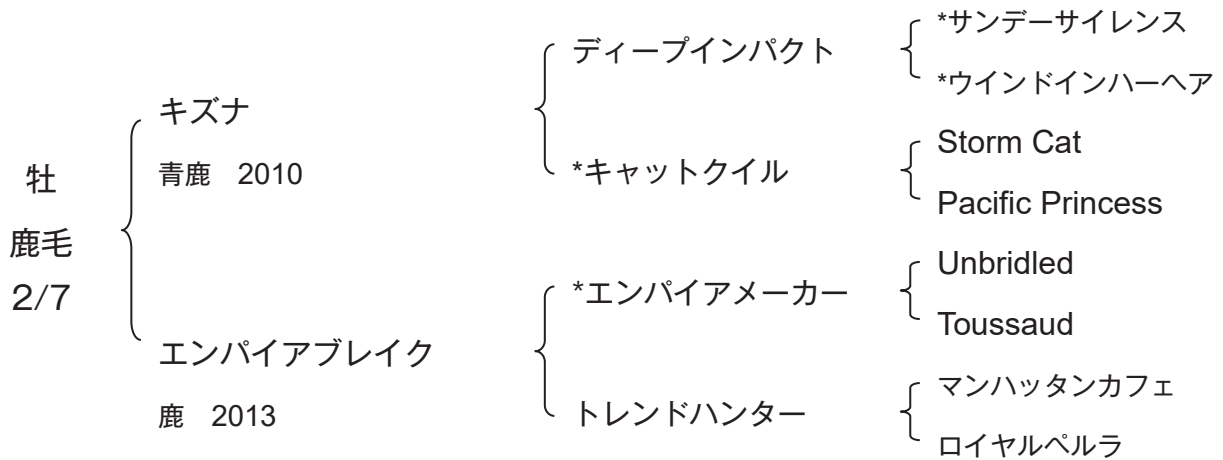 牡
鹿毛
2/7
キズナ
青鹿　2010
エンパイアブレイク
鹿　2013
ディープインパクト
*キャットクイル
*エンパイアメーカー
トレンドハンター
*サンデーサイレンス
*ウインドインハーヘア
Storm Cat
Pacific Princess
Unbridled
Toussaud
マンハッタンカフェ
ロイヤルペルラ